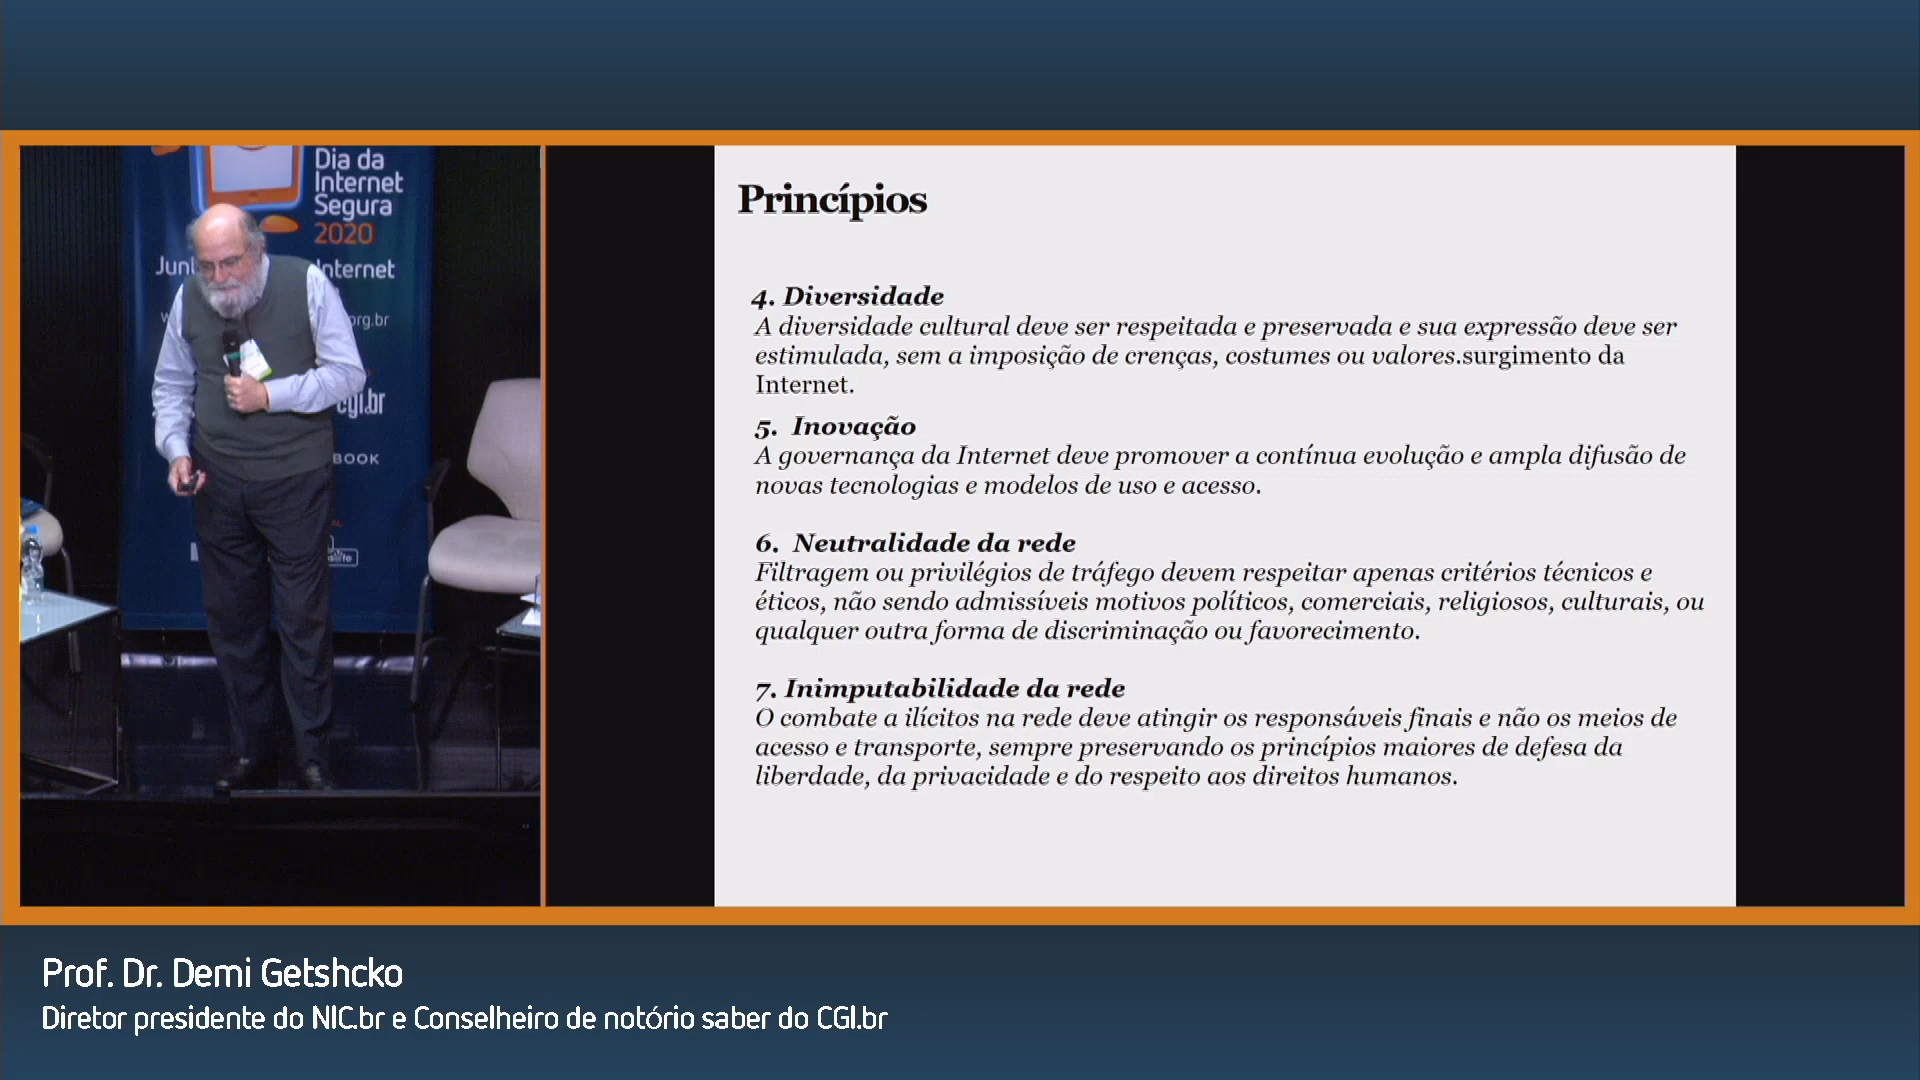 Dia da
Internet
Segura
2020
Internet
org.br
cgi.br
BOOK
Princípios
4. Diversidade
A diversidade cultural deve ser respeitada e preservada e sua expressão deve ser
estimulada, sem a imposição de crenças, costumes ou valores.surgimento da
Internet.
5. Inovação
A governança da Internet deve promover a contínua evolução e ampla difusão de
novas tecnologias e modelos de uso e acesso.
6. Neutralidade da rede
Filtragem ou privilégios de tráfego devem respeitar apenas critérios técnicos e
éticos, não sendo admissíveis motivos políticos, comerciais, religiosos, culturais, ou
qualquer outra forma de discriminação ou favorecimento.
7. Inimputabilidade da rede
O combate a ilícitos na rede deve atingir os responsáveis finais e não os meios de
acesso e transporte, sempre preservando os princípios maiores de defesa da
liberdade, da privacidade e do respeito aos direitos humanos.
Prof. Dr. Demi Getshcko
Diretor presidente do NIC.br e Conselheiro de notório saber do CGI.br